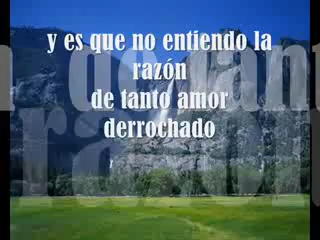 y es que no entiendo la
razón
de tanto amor
derrochado